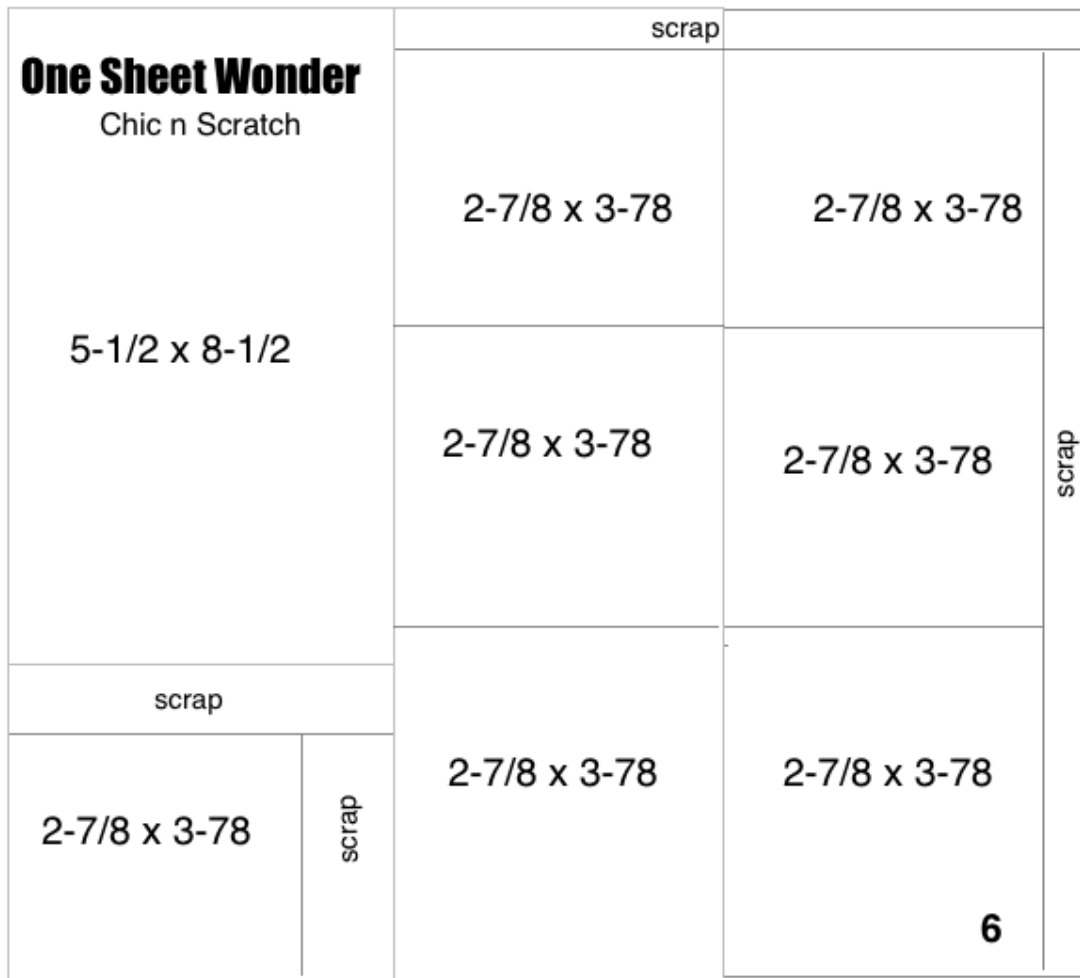 One Sheet Wonder
Chic n Scratch
5-1/2 x 8-1/2
scrap
2-7/8 x 3-78
scrap
scrap
2-7/8 x 3-78
2-7/8 x 3-78
2-7/8 x 3-78
2-7/8 x 3-78
2-7/8 x 3-78
2-7/8 x 3-78
scrap
6